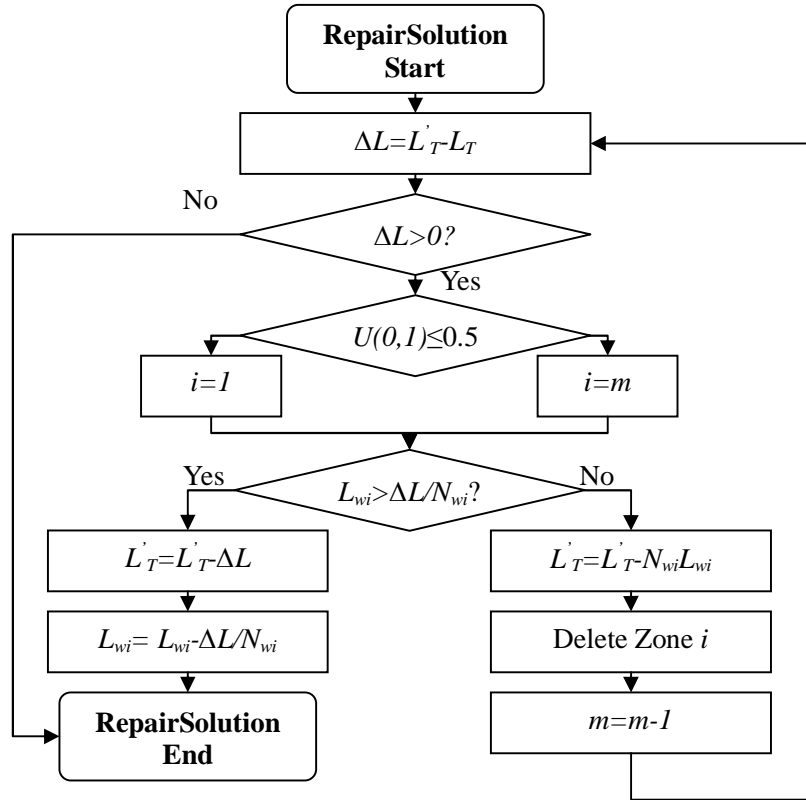 RepairSolution
Start
ΔL=L'T-LT
No
ΔL>0?
Yes
U(0,1)≤0.5
i=1
i=m
Yes
Lwi>ΔL/Nwi?
No
L'T=L'T-ΔL
L'T=L'T-NwiLwi
Lwi= Lwi-ΔL/Nwi
Delete Zone i
RepairSolution
End
m=m-1